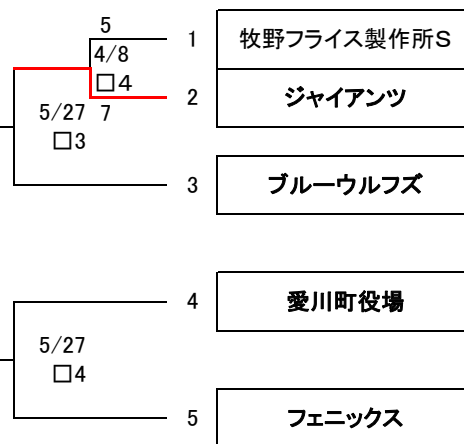 5
4/8
□4
7
1 牧野フライス製作所S
2 ジャイアンツ
5/27
□3
3 ブルーウルフズ
4 愛川町役場
5/27
□4
5 フェニックス